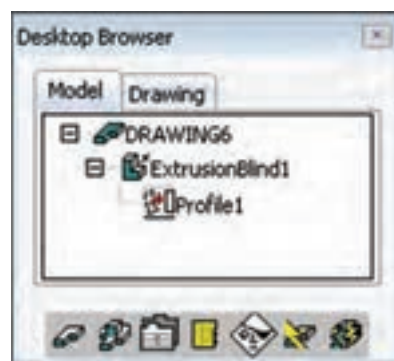 Desktop Browser
Model Drawing
DRAWING6
ExtrusionBlind1
Profile1